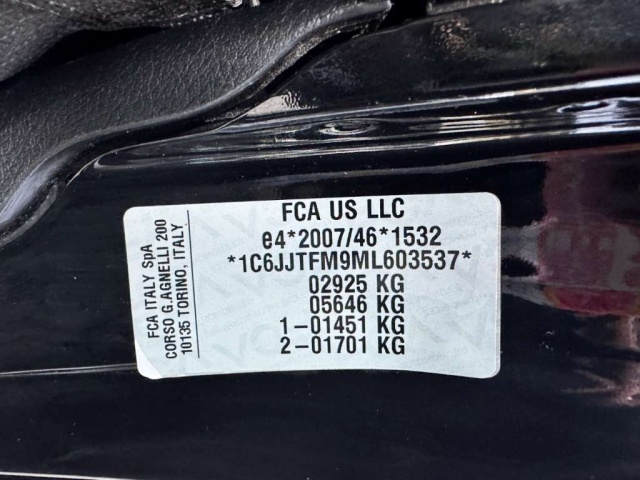 FCA US LLC
e4*2007/46*1532
*1C6JJTFM9ML603537*
02925 KG
05646 KG
1-01451 KG
2-01701 KG
FCA ITALY SpA
CORSO G.AGNELLI 200
10135 TORINO, ITALY